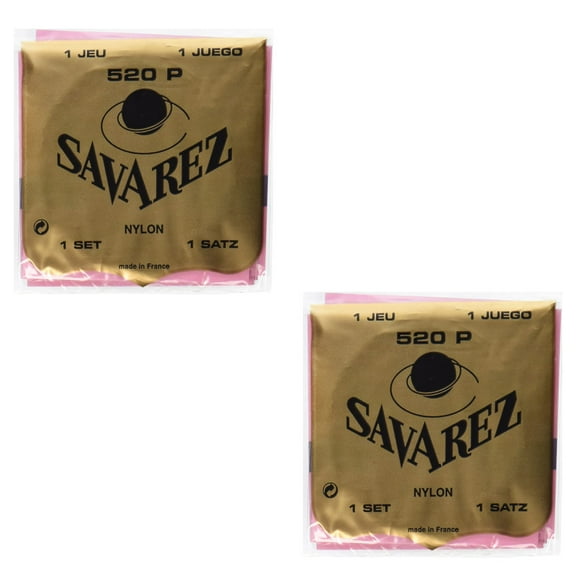 1 JEU 1 JUEGO
520 P
SAVAREZ
NYLON
1 SET 1 SATZ
made in France
1 JEU 1 JUEGO
520 P
SAVAREZ
NYLON
1 SET 1 SATZ
made in France